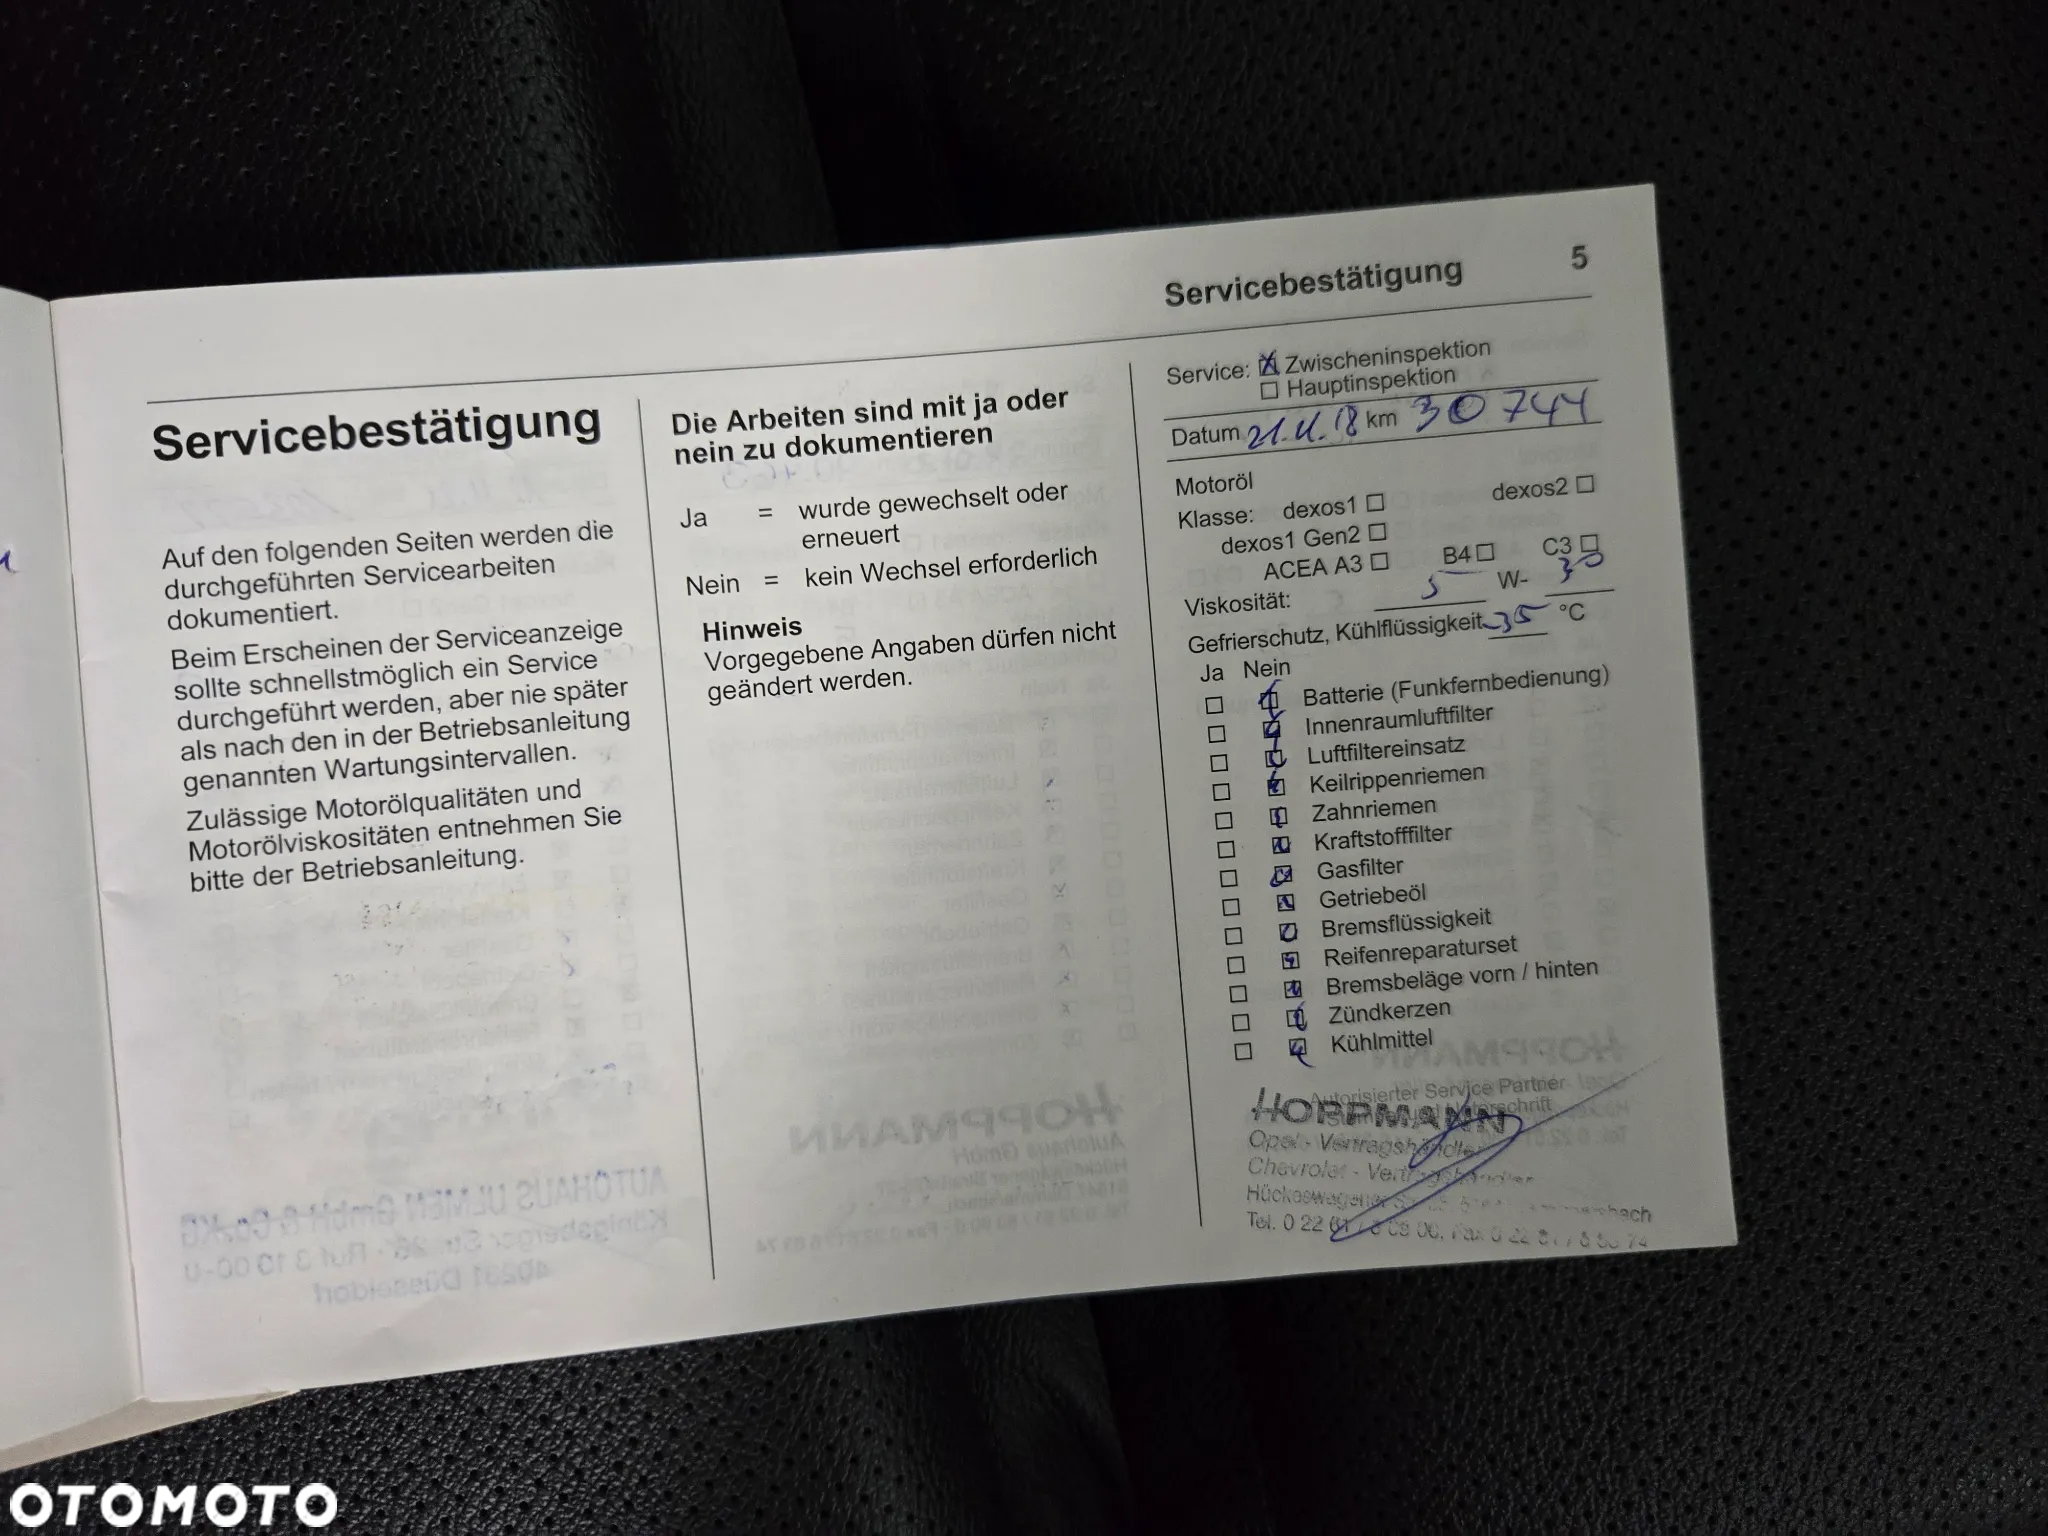 Servicebestätigung 5
Servicebestätigung
Auf den folgenden Seiten werden die
durchgeführten Servicearbeiten
dokumentiert.
Beim Erscheinen der Serviceanzeige
sollte schnellstmöglich ein Service
durchgeführt werden, aber nie später
als nach den in der Betriebsanleitung
genannten Wartungsintervallen.
Zulässige Motorölqualitäten und
Motorölviskositäten entnehmen Sie
bitte der Betriebsanleitung.
Die Arbeiten sind mit ja oder
nein zu dokumentieren
Ja = wurde gewechselt oder
erneuert
Nein = kein Wechsel erforderlich
Hinweis
Vorgegebene Angaben dürfen nicht
geändert werden.
Service: Zwischeninspektion
Hauptinspektion
Datum 21.11.18 km 30 744
Motoröl
Klasse: dexos1 dexos2
dexos1 Gen2
ACEA A3 B4 C3
Viskosität: 5 W- 30
Gefrierschutz, Kühlflüssigkeit -35 °C
Ja Nein
Batterie (Funkfernbedienung)
Innenraumluftfilter
Luftfiltereinsatz
Keilrippenriemen
Zahnriemen
Kraftstofffilter
Gasfilter
Getriebeöl
Bremsflüssigkeit
Reifenreparaturset
Bremsbeläge vorn / hinten
Zündkerzen
Kühlmittel
Autorisierter Service Partner
HOPPMANN
Opel - Vertragshändler
Chevrolet - Vertragshändler
OTOMOTO